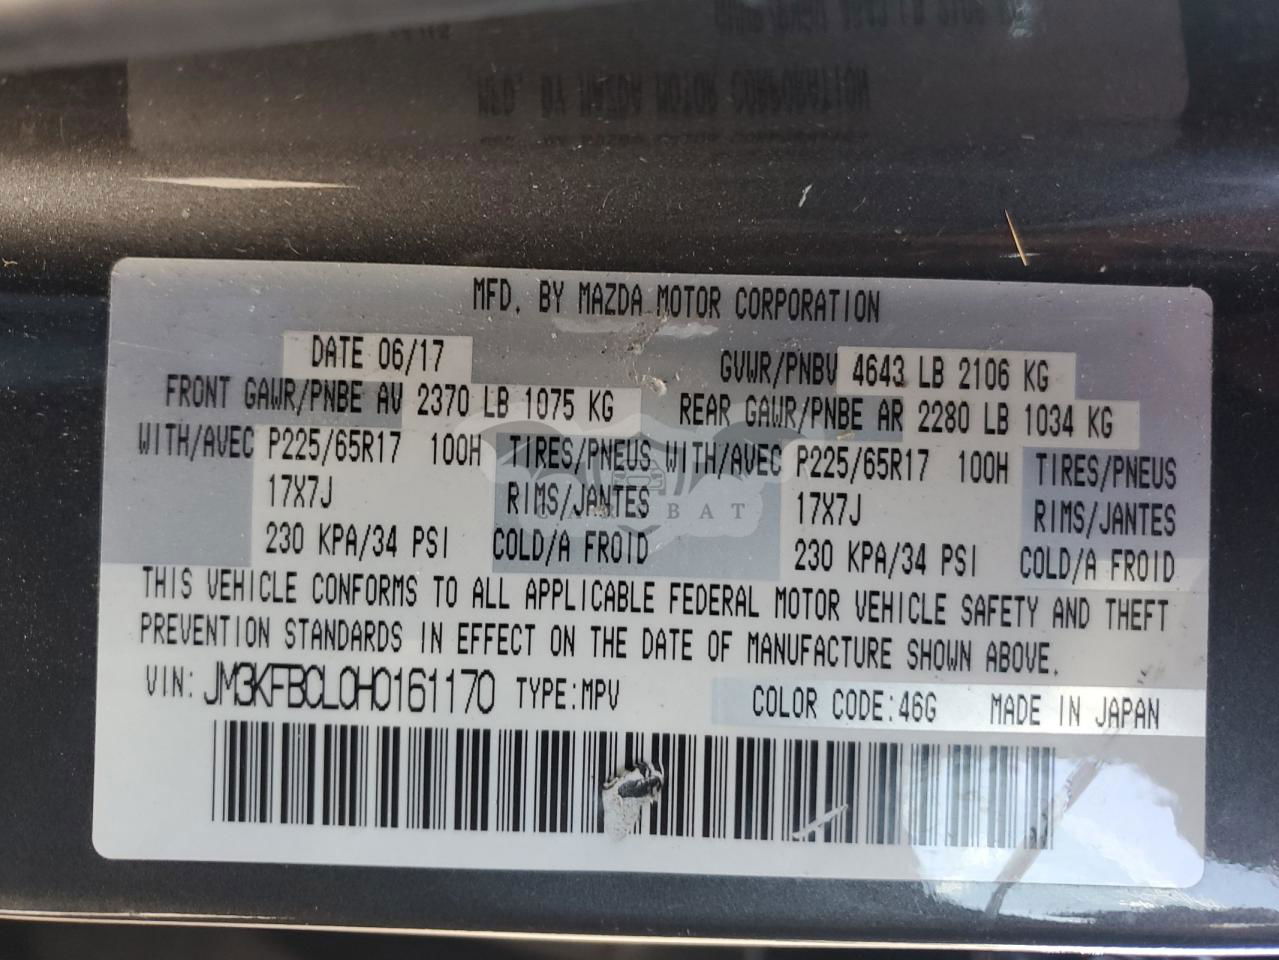 MFD. BY MAZDA MOTOR CORPORATION
DATE 06/17 GVWR/PNBV 4643 LB 2106 KG
FRONT GAWR/PNBE AV 2370 LB 1075 KG REAR GAWR/PNBE AR 2280 LB 1034 KG
WITH/AVEC P225/65R17 100H TIRES/PNEUS WITH/AVEC P225/65R17 100H TIRES/PNEUS
17X7J RIMS/JANTES 17X7J RIMS/JANTES
CAR BAT
230 KPA/34 PSI COLD/A FROID 230 KPA/34 PSI COLD/A FROID
THIS VEHICLE CONFORMS TO ALL APPLICABLE FEDERAL MOTOR VEHICLE SAFETY AND THEFT
PREVENTION STANDARDS IN EFFECT ON THE DATE OF MANUFACTURE SHOWN ABOVE.
VIN: JM3KFBCL0H0161170 TYPE:MPV COLOR CODE:46G MADE IN JAPAN